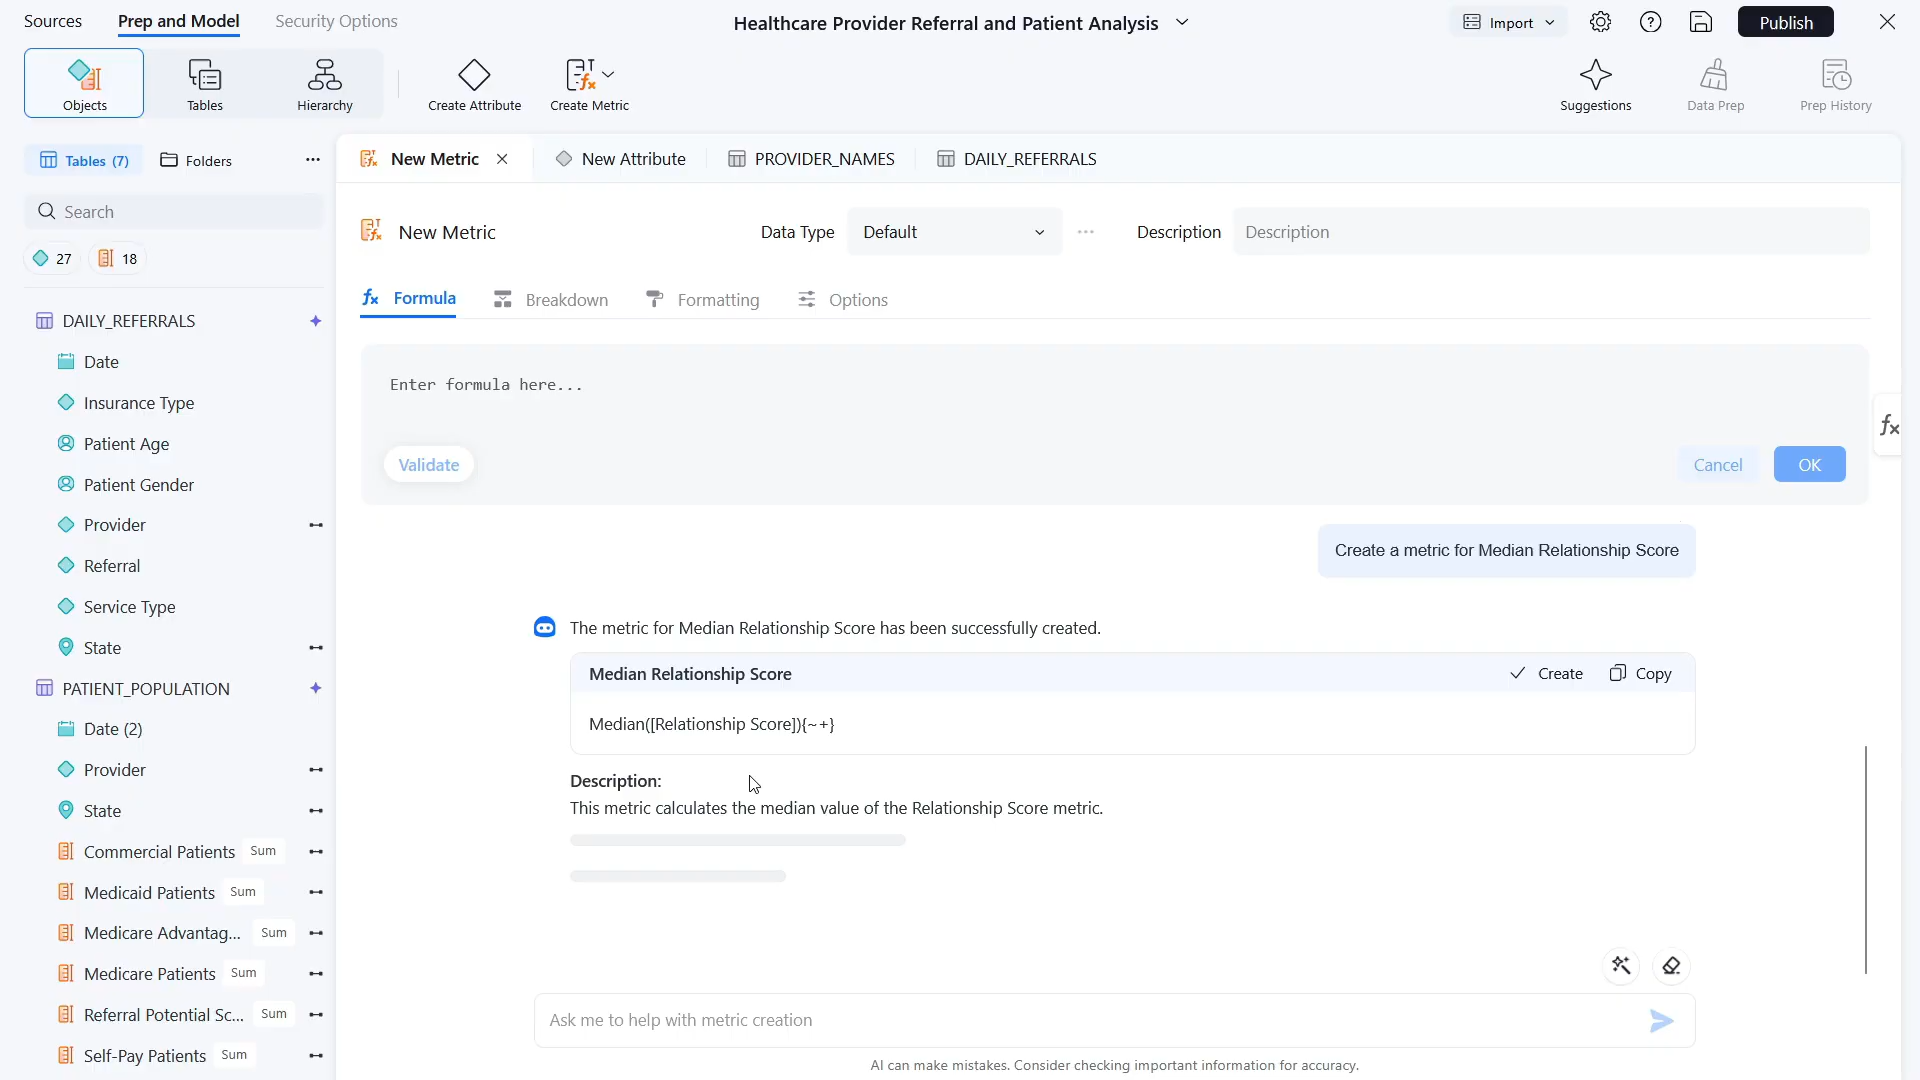 Sources
Prep and Model
Security Options
Healthcare Provider Referral and Patient Analysis
Import
Publish
Objects
Tables
Hierarchy
Create Attribute
Create Metric
Suggestions
Data Prep
Prep History
Tables (7)
Folders
Search
27
18
DAILY_REFERRALS
Date
Insurance Type
Patient Age
Patient Gender
Provider
Referral
Service Type
State
PATIENT_POPULATION
Date (2)
Provider
State
Commercial Patients Sum
Medicaid Patients Sum
Medicare Advantag... Sum
Medicare Patients Sum
Referral Potential Sc... Sum
Self-Pay Patients Sum
New Metric
New Attribute
PROVIDER_NAMES
DAILY_REFERRALS
New Metric
Data Type
Default
Description
Description
Formula
Breakdown
Formatting
Options
Enter formula here...
Validate
Cancel
OK
fx
Create a metric for Median Relationship Score
The metric for Median Relationship Score has been successfully created.
Median Relationship Score
Create
Copy
Median([Relationship Score]){~+}
Description:
This metric calculates the median value of the Relationship Score metric.
Ask me to help with metric creation
AI can make mistakes. Consider checking important information for accuracy.